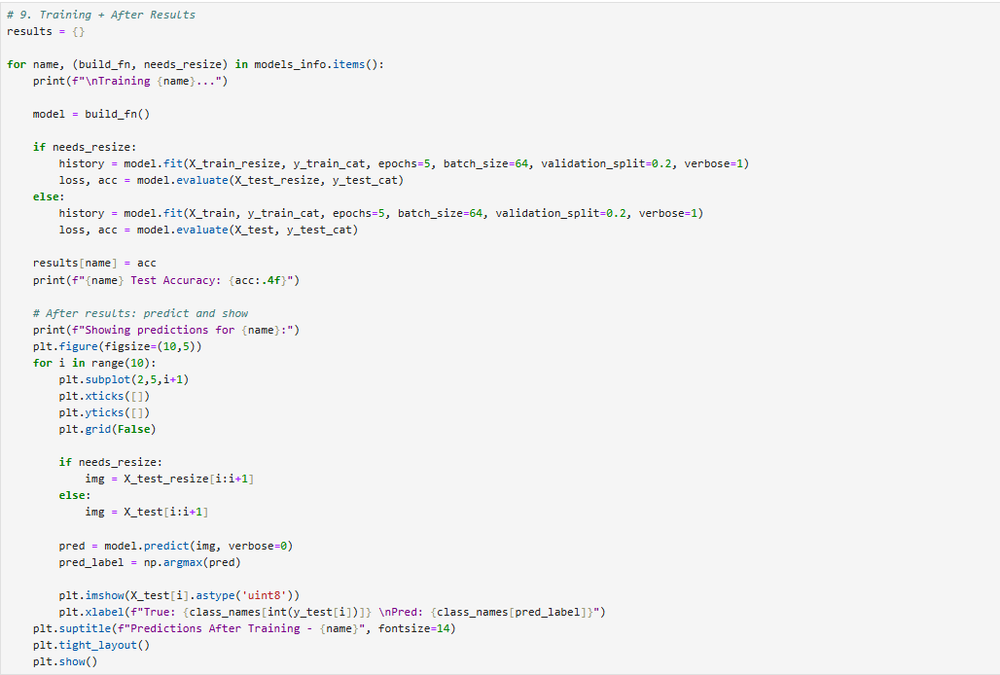 # 9. Training + After Results
results = {}
for name, (build_fn, needs_resize) in models_info.items():
    print(f"\nTraining {name}...")
    model = build_fn()
    if needs_resize:
        history = model.fit(X_train_resize, y_train_cat, epochs=5, batch_size=64, validation_split=0.2, verbose=1)
        loss, acc = model.evaluate(X_test_resize, y_test_cat)
    else:
        history = model.fit(X_train, y_train_cat, epochs=5, batch_size=64, validation_split=0.2, verbose=1)
        loss, acc = model.evaluate(X_test, y_test_cat)
    results[name] = acc
    print(f"{name} Test Accuracy: {acc:.4f}")
    # After results: predict and show
    print(f"Showing predictions for {name}:")
    plt.figure(figsize=(10,5))
    for i in range(10):
        plt.subplot(2,5,i+1)
        plt.xticks([])
        plt.yticks([])
        plt.grid(False)
        if needs_resize:
            img = X_test_resize[i:i+1]
        else:
            img = X_test[i:i+1]
        pred = model.predict(img, verbose=0)
        pred_label = np.argmax(pred)
        plt.imshow(X_test[i].astype('uint8'))
        plt.xlabel(f"True: {class_names[int(y_test[i])]} \nPred: {class_names[pred_label]}")
    plt.suptitle(f"Predictions After Training - {name}", fontsize=14)
    plt.tight_layout()
    plt.show()